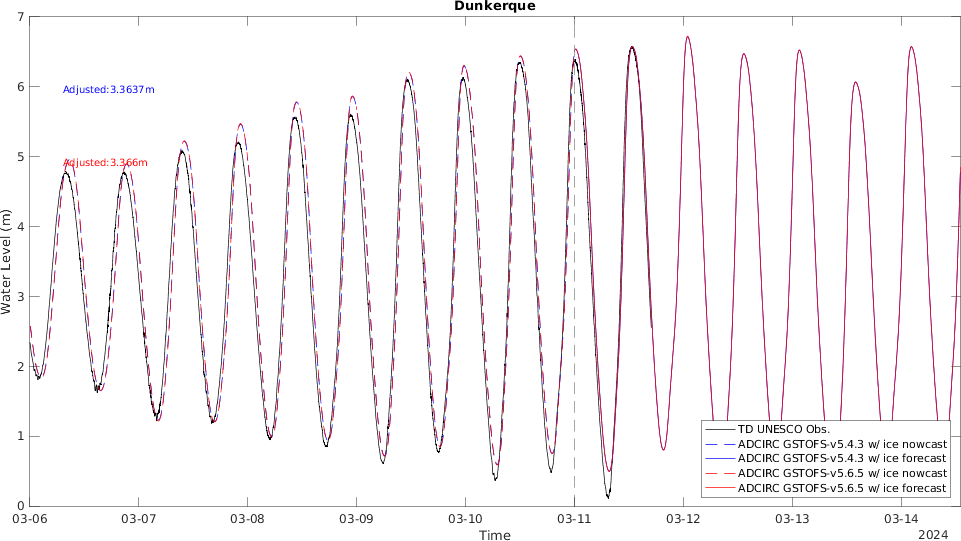 Dunkerque
7
6
5
4
3
2
1
0
Water Level (m)
Adjusted:3.3637m
Adjusted:3.366m
TD UNESCO Obs.
ADCIRC GSTOFS-v5.4.3 w/ ice nowcast
ADCIRC GSTOFS-v5.4.3 w/ ice forecast
ADCIRC GSTOFS-v5.6.5 w/ ice nowcast
ADCIRC GSTOFS-v5.6.5 w/ ice forecast
03-06 03-07 03-08 03-09 03-10 03-11 03-12 03-13 03-14
Time
2024